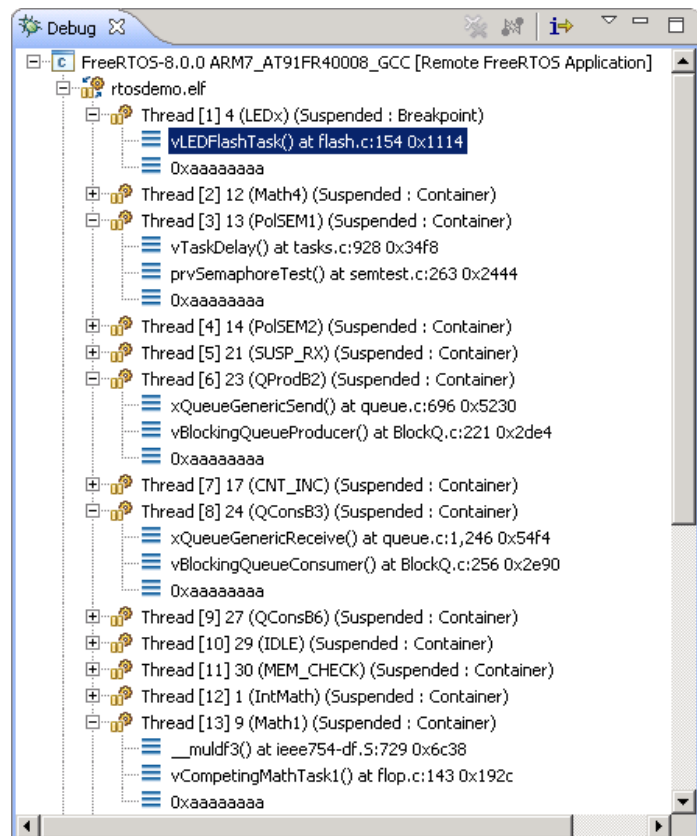 Debug
FreeRTOS-8.0.0 ARM7_AT91FR40008_GCC [Remote FreeRTOS Application]
rtosdemo.elf
Thread [1] 4 (LEDx) (Suspended : Breakpoint)
vLEDFlashTask() at flash.c:154 0x1114
0xaaaaaaaa
Thread [2] 12 (Math4) (Suspended : Container)
Thread [3] 13 (PolSEM1) (Suspended : Container)
vTaskDelay() at tasks.c:928 0x34f8
prvSemaphoreTest() at semtest.c:263 0x2444
0xaaaaaaaa
Thread [4] 14 (PolSEM2) (Suspended : Container)
Thread [5] 21 (SUSP_RX) (Suspended : Container)
Thread [6] 23 (QProdB2) (Suspended : Container)
xQueueGenericSend() at queue.c:696 0x5230
vBlockingQueueProducer() at BlockQ.c:221 0x2de4
0xaaaaaaaa
Thread [7] 17 (CNT_INC) (Suspended : Container)
Thread [8] 24 (QConsB3) (Suspended : Container)
xQueueGenericReceive() at queue.c:1,246 0x54f4
vBlockingQueueConsumer() at BlockQ.c:256 0x2e90
0xaaaaaaaa
Thread [9] 27 (QConsB6) (Suspended : Container)
Thread [10] 29 (IDLE) (Suspended : Container)
Thread [11] 30 (MEM_CHECK) (Suspended : Container)
Thread [12] 1 (IntMath) (Suspended : Container)
Thread [13] 9 (Math1) (Suspended : Container)
__muldf3() at ieee754-df.S:729 0x6c38
vCompetingMathTask1() at flop.c:143 0x192c
0xaaaaaaaa